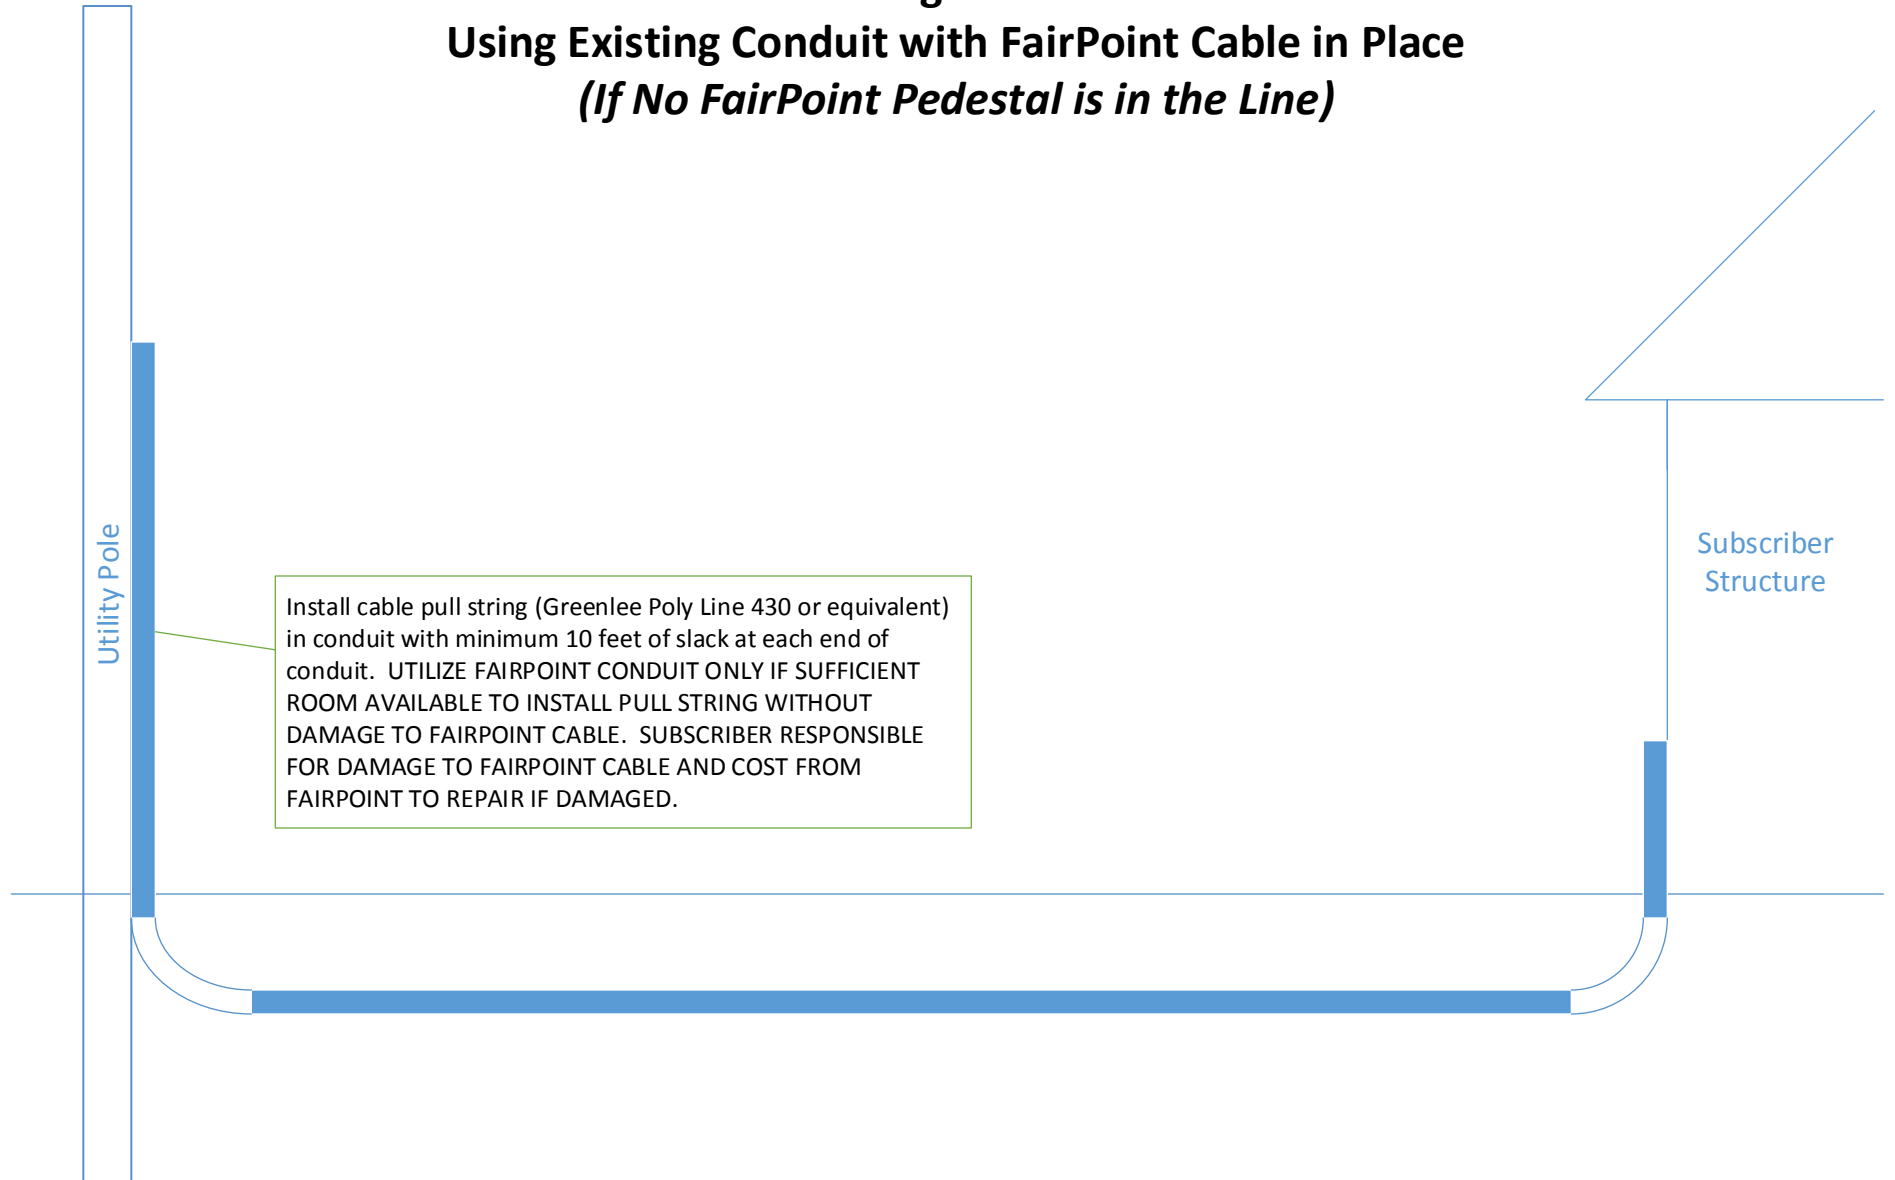 Using Existing Conduit with FairPoint Cable in Place
(If No FairPoint Pedestal is in the Line)
Utility Pole
Subscriber
Structure
Install cable pull string (Greenlee Poly Line 430 or equivalent)
in conduit with minimum 10 feet of slack at each end of
conduit.  UTILIZE FAIRPOINT CONDUIT ONLY IF SUFFICIENT
ROOM AVAILABLE TO INSTALL PULL STRING WITHOUT
DAMAGE TO FAIRPOINT CABLE.  SUBSCRIBER RESPONSIBLE
FOR DAMAGE TO FAIRPOINT CABLE AND COST FROM
FAIRPOINT TO REPAIR IF DAMAGED.